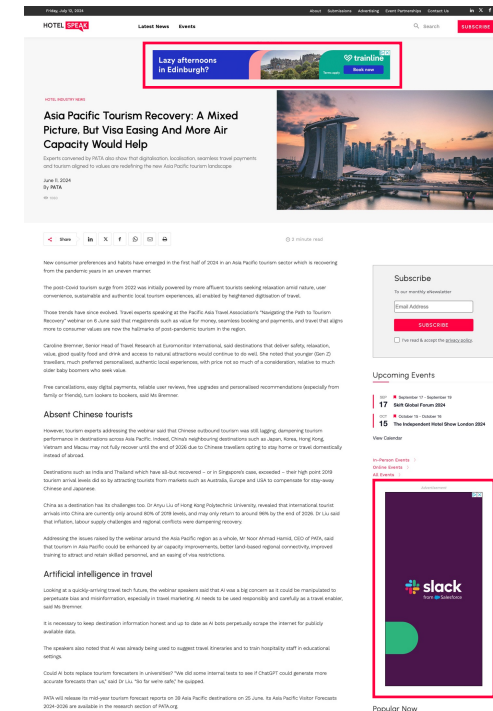 Friday, July 12, 2024
About Submissions Advertising Event Partnerships Contact Us
HOTEL SPEAK
Latest News Events
Search
SUBSCRIBE
Lazy afternoons
in Edinburgh?
Terms apply
trainline
Book now
HOTEL INDUSTRY NEWS
Asia Pacific Tourism Recovery: A Mixed
Picture, But Visa Easing And More Air
Capacity Would Help
Experts convened by PATA also show that digitalisation, localisation, seamless travel payments
and tourism aligned to values are redefining the new Asia Pacific tourism landscape
June 11, 2024
By PATA
Share
2 minute read
New consumer preferences and habits have emerged in the first half of 2024 in an Asia Pacific tourism sector which is recovering
from the pandemic years in an uneven manner.
The post-Covid tourism surge from 2022 was initially powered by more affluent tourists seeking relaxation amid nature, user
convenience, sustainable and authentic local tourism experiences, all enabled by heightened digitisation of travel.
Those trends have since evolved. Travel experts speaking at the Pacific Asia Travel Association's "Navigating the Path to Tourism
Recovery" webinar on 6 June said that megatrends such as value for money, seamless booking and payments, and travel that aligns
more to consumer values are now the hallmarks of post-pandemic tourism in the region.
Caroline Bremner, Senior Head of Travel Research at Euromonitor International, said destinations that deliver safety, relaxation,
value, good quality food and drink and access to natural attractions would continue to do well. She noted that younger (Gen Z)
travellers, much preferred personalised, authentic local experiences, with price not so much of a consideration, relative to much
older baby boomers who seek value.
Free cancellations, easy digital payments, reliable user reviews, free upgrades and personalised recommendations (especially from
family or friends), turn lookers to bookers, said Ms Bremner.
Absent Chinese tourists
However, tourism experts addressing the webinar said that Chinese outbound tourism was still lagging, dampening tourism
performance in destinations across Asia Pacific. Indeed, China's neighbouring destinations such as Japan, Korea, Hong Kong,
Vietnam and Macau may not fully recover until the end of 2026 due to Chinese travellers opting to stay home or travel domestically
instead of abroad.
Destinations such as India and Thailand which have all-but recovered – or in Singapore's case, exceeded – their high point 2019
tourism arrival levels did so by attracting tourists from markets such as Australia, Europe and USA to compensate for stay-away
Chinese and Japanese.
China as a destination has its challenges too. Dr Anyu Liu of Hong Kong Polytechnic University, revealed that international tourist
arrivals into China are currently only around 60% of 2019 levels, and may only return to around 96% by the end of 2026. Dr Liu said
that inflation, labour supply challenges and regional conflicts were dampening recovery.
Addressing the issues raised by the webinar around the Asia Pacific region as a whole, Mr Noor Ahmad Hamid, CEO of PATA, said
that tourism in Asia Pacific could be enhanced by air capacity improvements, better land-based regional connectivity, improved
training to attract and retain skilled personnel, and an easing of visa restrictions.
Artificial intelligence in travel
Looking at a quickly-arriving travel tech future, the webinar speakers said that AI was a big concern as it could be manipulated to
perpetuate bias and misinformation, especially in travel marketing. AI needs to be used responsibly and carefully as a travel enabler,
said Ms Bremner.
It is necessary to keep destination information honest and up to date as AI bots perpetually scrape the internet for publicly
available data.
The speakers also noted that AI was already being used to suggest travel itineraries and to train hospitality staff in educational
settings.
Could AI bots replace tourism forecasters in universities? "We did some internal tests to see if ChatGPT could generate more
accurate forecasts than us," said Dr Liu, "So far we're safe," he quipped.
PATA will release its mid-year tourism forecast reports on 39 Asia Pacific destinations on 25 June. Its Asia Pacific Visitor Forecasts
2024-2026 are available in the research section of PATA.org
Subscribe
To our monthly eNewsletter
Email Address
SUBSCRIBE
I've read & accept the privacy policy.
Upcoming Events
SEP
17
September 17 - September 19
Skift Global Forum 2024
OCT
15
October 15 - October 16
The Independent Hotel Show London 2024
View Calendar
In-Person Events
Online Events
All Events
Advertisement
slack
from Salesforce
Popular Now